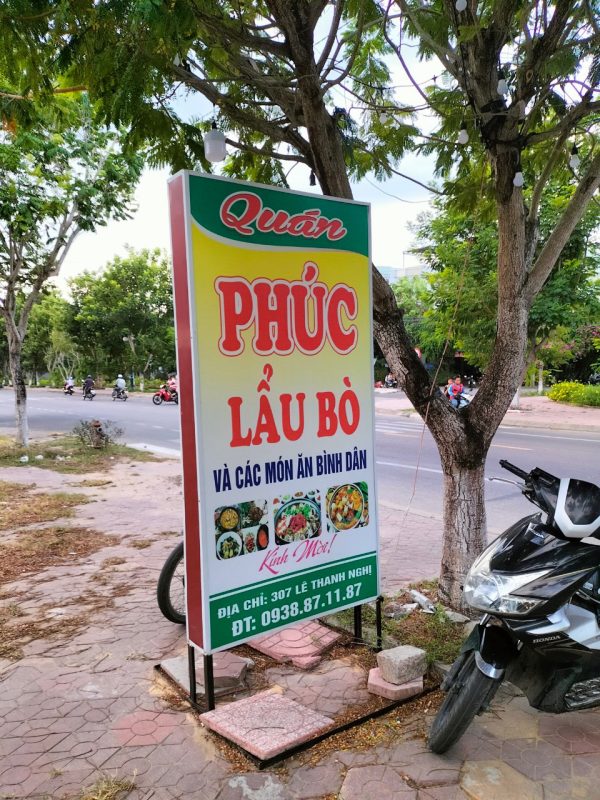 Quán
PHÚC
LẨU BÒ
VÀ CÁC MÓN ĂN BÌNH DÂN
Kính Mời!
ĐỊA CHỈ: 307 LÊ THANH NGHỊ
ĐT: 0938.87.11.87
HONDA